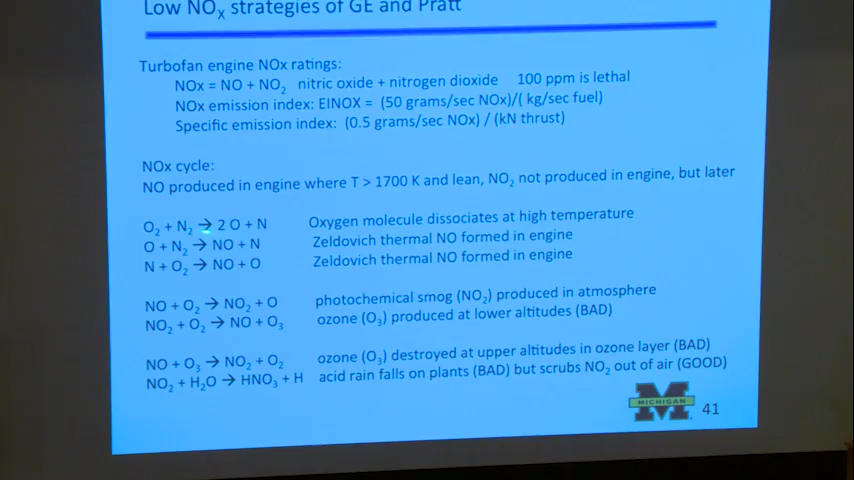 Low NOₓ strategies of GE and Pratt
Turbofan engine NOx ratings:
NOx = NO + NO₂ nitric oxide + nitrogen dioxide 100 ppm is lethal
NOx emission index: EINOX = (50 grams/sec NOx)/( kg/sec fuel)
Specific emission index: (0.5 grams/sec NOx) / (kN thrust)
NOx cycle:
NO produced in engine where T > 1700 K and lean, NO₂ not produced in engine, but later
O₂ + N₂ → 2 O + N Oxygen molecule dissociates at high temperature
O + N₂ → NO + N Zeldovich thermal NO formed in engine
N + O₂ → NO + O Zeldovich thermal NO formed in engine
NO + O₂ → NO₂ + O photochemical smog (NO₂) produced in atmosphere
NO₂ + O₂ → NO + O₃ ozone (O₃) produced at lower altitudes (BAD)
NO + O₃ → NO₂ + O₂ ozone (O₃) destroyed at upper altitudes in ozone layer (BAD)
NO₂ + H₂O → HNO₃ + H acid rain falls on plants (BAD) but scrubs NO₂ out of air (GOOD)
MICHIGAN
41